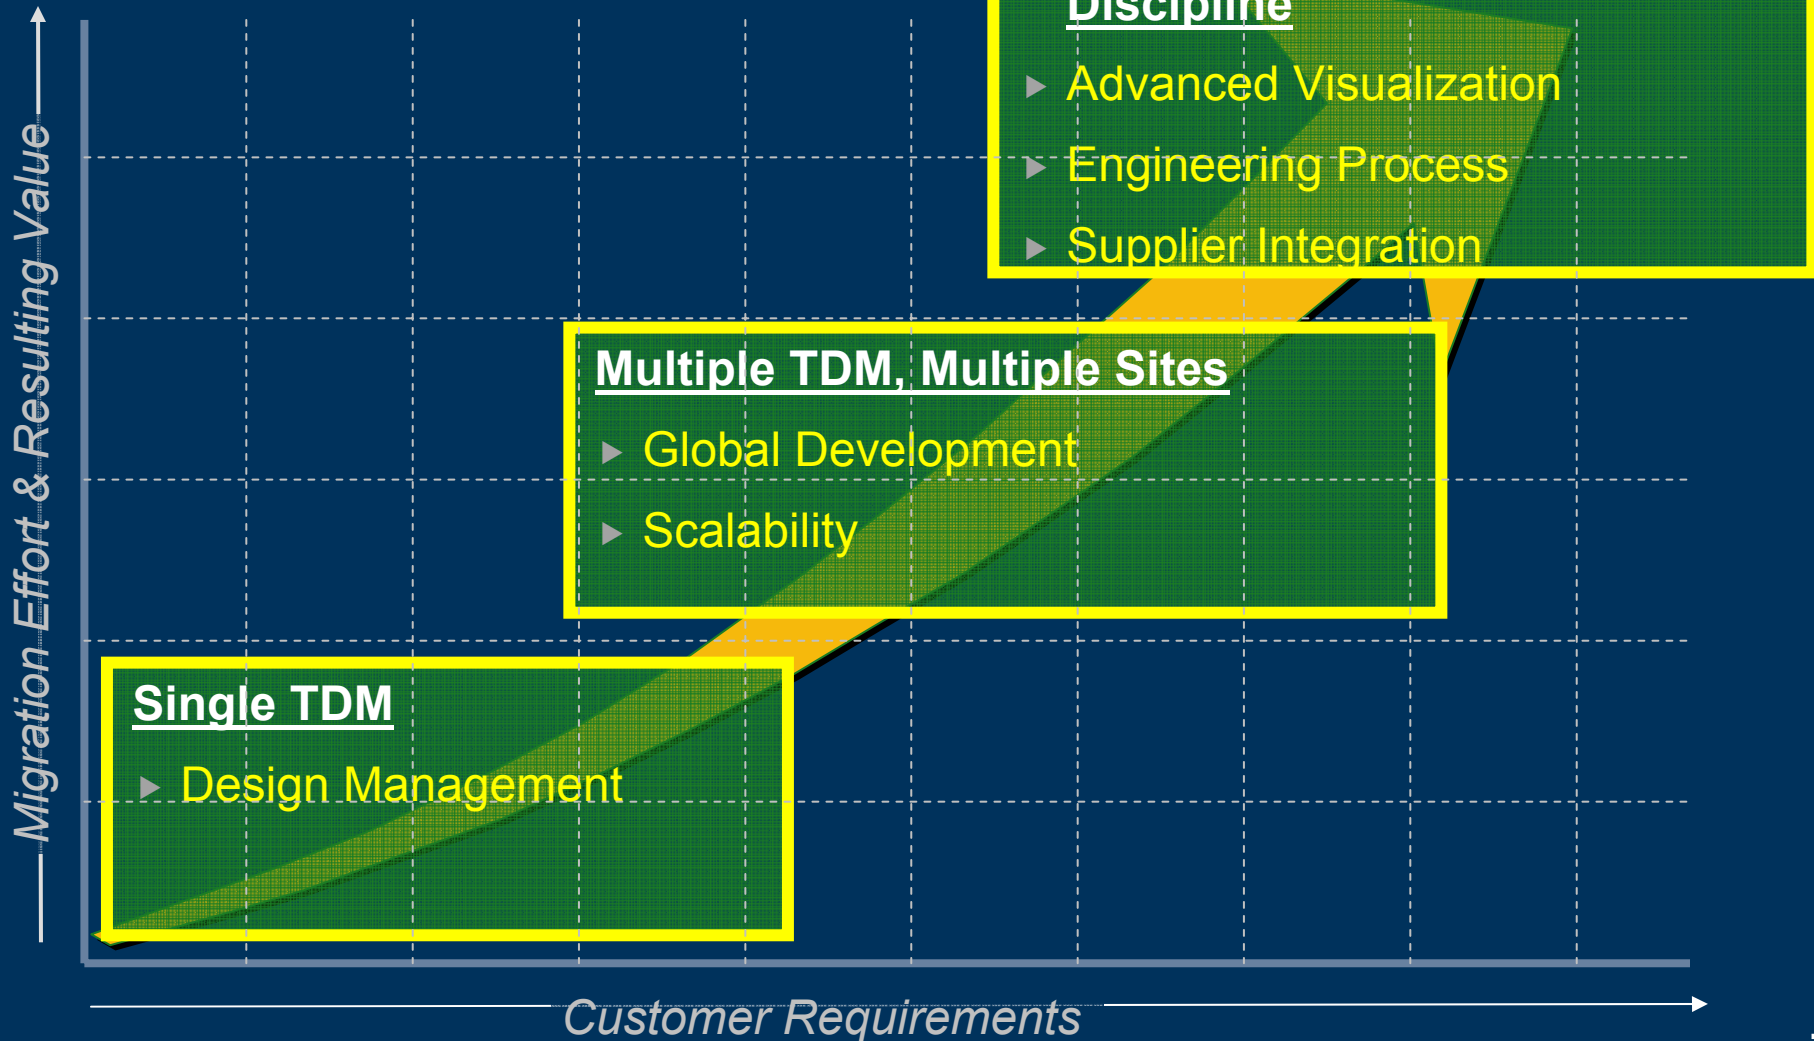 Discipline
Advanced Visualization
Engineering Process
Supplier Integration
Multiple TDM, Multiple Sites
Global Development
Scalability
Single TDM
Design Management
Migration Effort & Resulting Value
Customer Requirements